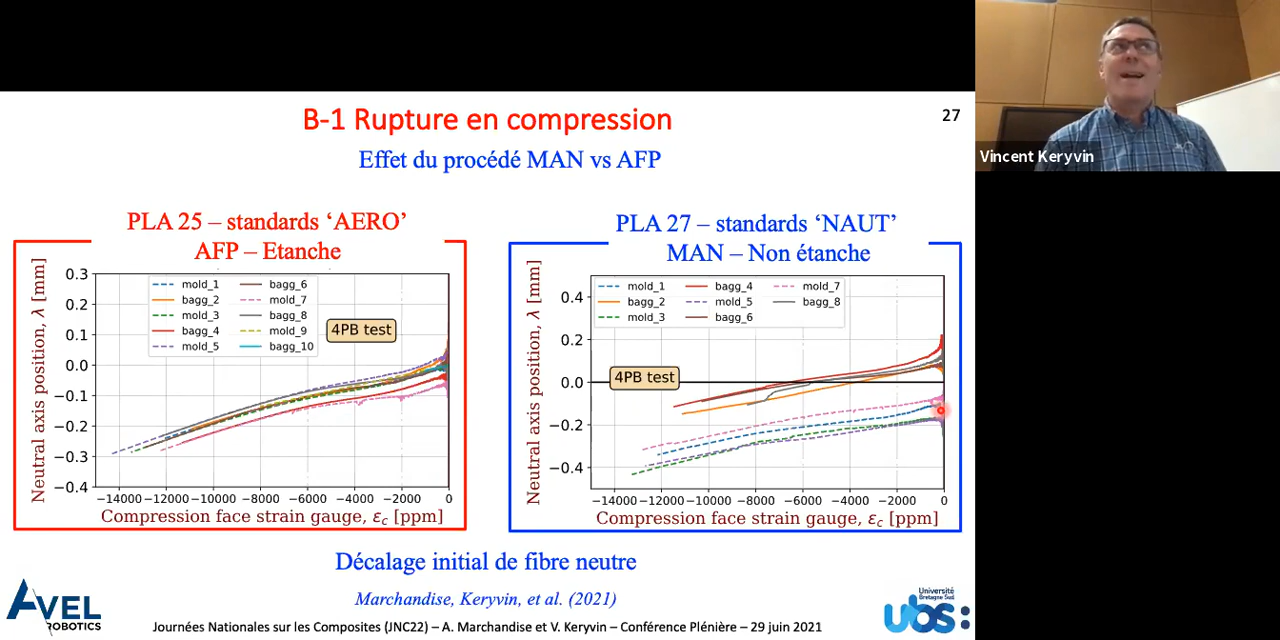 B-1 Rupture en compression
27
Effet du procédé MAN vs AFP
Vincent Keryvin
PLA 25 – standards ‘AERO’
AFP – Etanche
Neutral axis position, λ [mm]
0.3
0.2
0.1
0.0
−0.1
−0.2
−0.3
−0.4
mold_1
bagg_2
mold_3
bagg_4
mold_5
bagg_6
mold_7
bagg_8
mold_9
bagg_10
4PB test
−14000 −12000 −10000 −8000 −6000 −4000 −2000 0
Compression face strain gauge, εc [ppm]
PLA 27 – standards ‘NAUT’
MAN – Non étanche
Neutral axis position, λ [mm]
0.4
0.2
0.0
−0.2
−0.4
mold_1
bagg_2
mold_3
bagg_4
mold_5
bagg_6
mold_7
bagg_8
4PB test
−14000 −12000 −10000 −8000 −6000 −4000 −2000 0
Compression face strain gauge, εc [ppm]
Décalage initial de fibre neutre
Marchandise, Keryvin, et al. (2021)
AVEL
ROBOTICS
Journées Nationales sur les Composites (JNC22) – A. Marchandise et V. Keryvin – Conférence Plénière – 29 juin 2021
Université
Bretagne Sud
ubs: